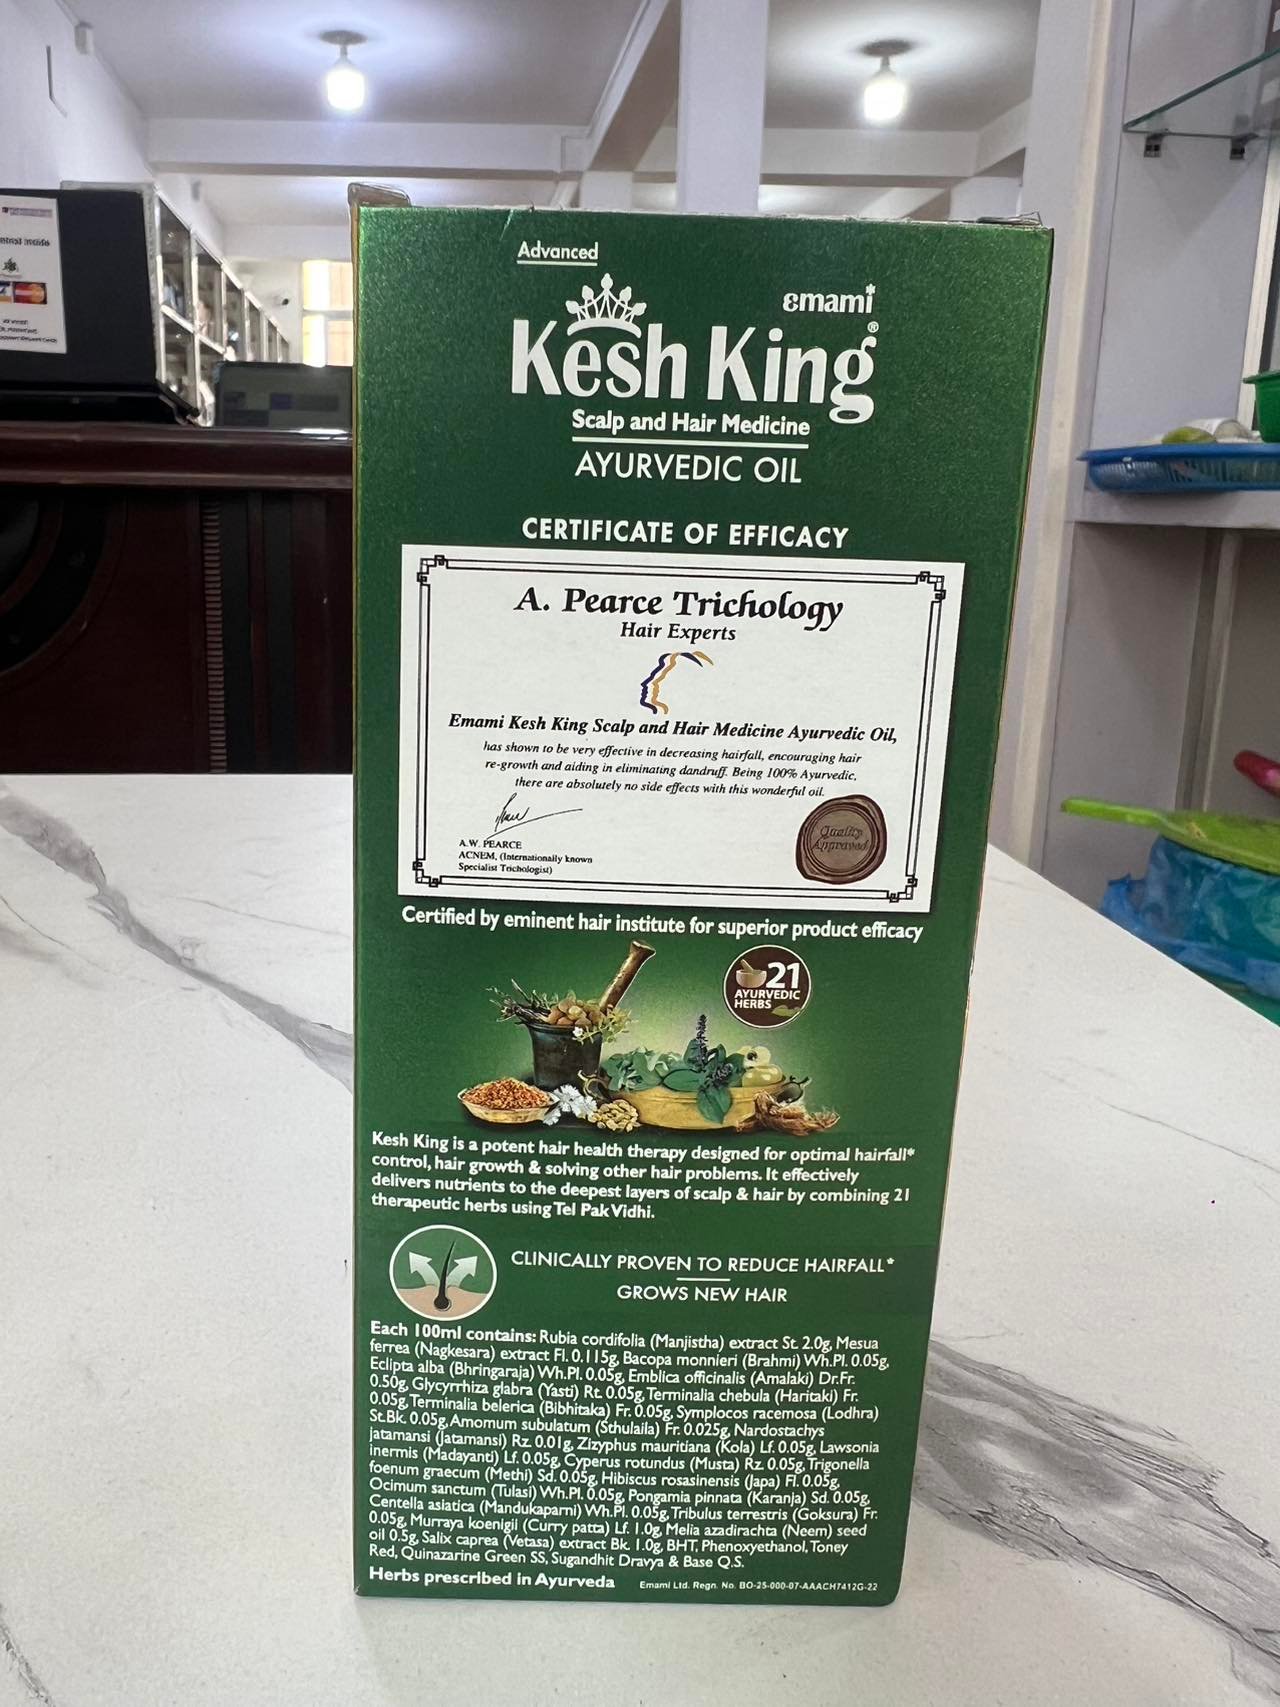 Advanced
emami
Kesh King®
Scalp and Hair Medicine
AYURVEDIC OIL
CERTIFICATE OF EFFICACY
A. Pearce Trichology
Hair Experts
Emami Kesh King Scalp and Hair Medicine Ayurvedic Oil,
has shown to be very effective in decreasing hairfall, encouraging hair
re-growth and aiding in eliminating dandruff. Being 100% Ayurvedic,
there are absolutely no side effects with this wonderful oil.
A.W. PEARCE
ACNEM, (Internationally known
Specialist Trichologist)
Quality
Approved
Certified by eminent hair institute for superior product efficacy
21
AYURVEDIC
HERBS
Kesh King is a potent hair health therapy designed for optimal hairfall*
control, hair growth & solving other hair problems. It effectively
delivers nutrients to the deepest layers of scalp & hair by combining 21
therapeutic herbs using Tel Pak Vidhi.
CLINICALLY PROVEN TO REDUCE HAIRFALL*
GROWS NEW HAIR
Each 100ml contains: Rubia cordifolia (Manjistha) extract St. 2.0g, Mesua
ferrea (Nagkesara) extract Fl. 0.115g, Bacopa monnieri (Brahmi) Wh.Pl. 0.05g,
Eclipta alba (Bhringaraja) Wh.Pl. 0.05g, Emblica officinalis (Amalaki) Dr.Fr.
0.50g, Glycyrrhiza glabra (Yasti) Rt. 0.05g, Terminalia chebula (Haritaki) Fr.
0.05g, Terminalia belerica (Bibhitaka) Fr. 0.05g, Symplocos racemosa (Lodhra)
St.Bk. 0.05g, Amomum subulatum (Sthulaila) Fr. 0.025g, Nardostachys
jatamansi (Jatamansi) Rz. 0.01g, Zizyphus mauritiana (Kola) Lf. 0.05g, Lawsonia
inermis (Madayanti) Lf. 0.05g, Cyperus rotundus (Musta) Rz. 0.05g, Trigonella
foenum graecum (Methi) Sd. 0.05g, Hibiscus rosasinensis (Japa) Fl. 0.05g,
Ocimum sanctum (Tulasi) Wh.Pl. 0.05g, Pongamia pinnata (Karanja) Sd. 0.05g,
Centella asiatica (Mandukaparni) Wh.Pl. 0.05g, Tribulus terrestris (Goksura) Fr.
0.05g, Murraya koenigii (Curry patta) Lf. 1.0g, Melia azadirachta (Neem) seed
oil 0.5g, Salix caprea (Vetasa) extract Bk. 1.0g, BHT, Phenoxyethanol, Toney
Red, Quinazarine Green SS, Sugandhit Dravya & Base Q.S.
Herbs prescribed in Ayurveda
Emami Ltd. Regn. No. BO-25-000-07-AAACH7412G-22